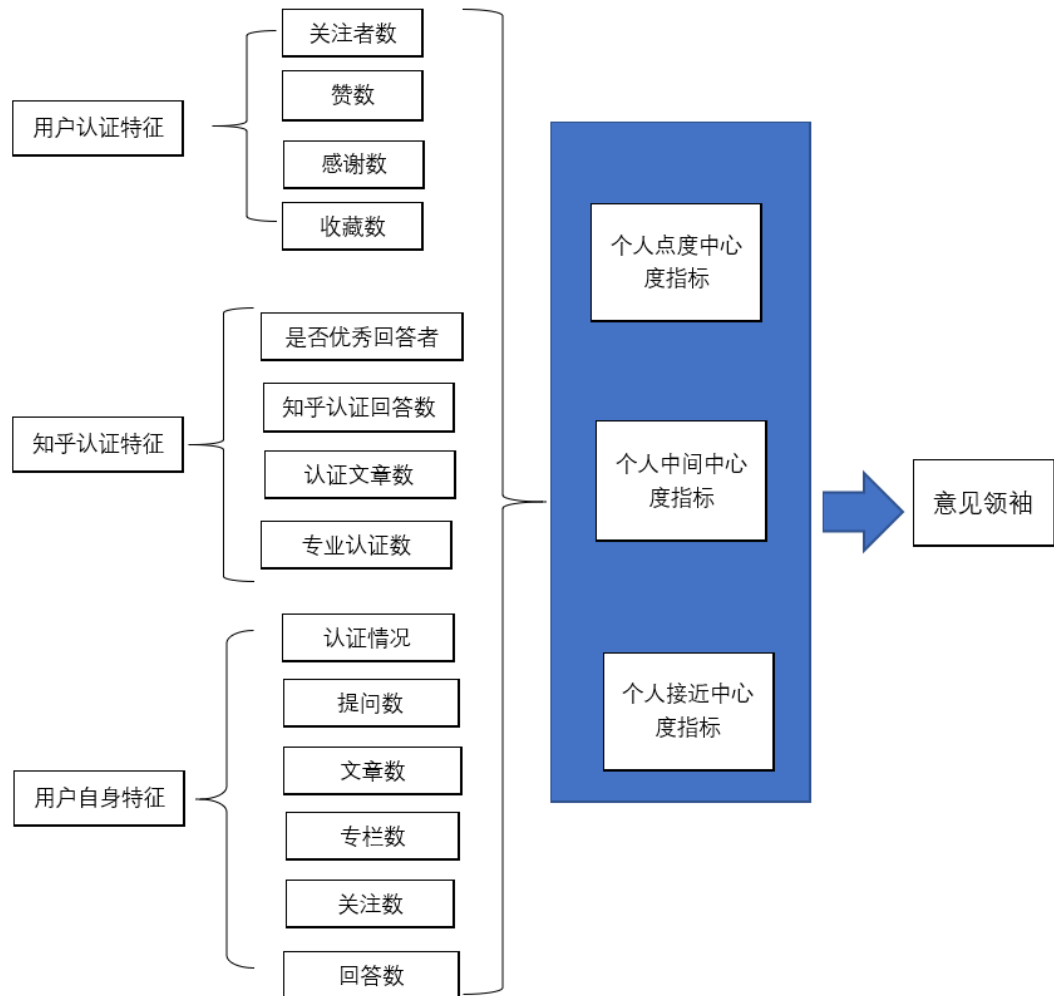 用户认证特征
关注者数
赞数
感谢数
收藏数
知乎认证特征
是否优秀回答者
知乎认证回答数
认证文章数
专业认证数
用户自身特征
认证情况
提问数
文章数
专栏数
关注数
回答数
个人点度中心
度指标
个人中间中心
度指标
个人接近中心
度指标
意见领袖